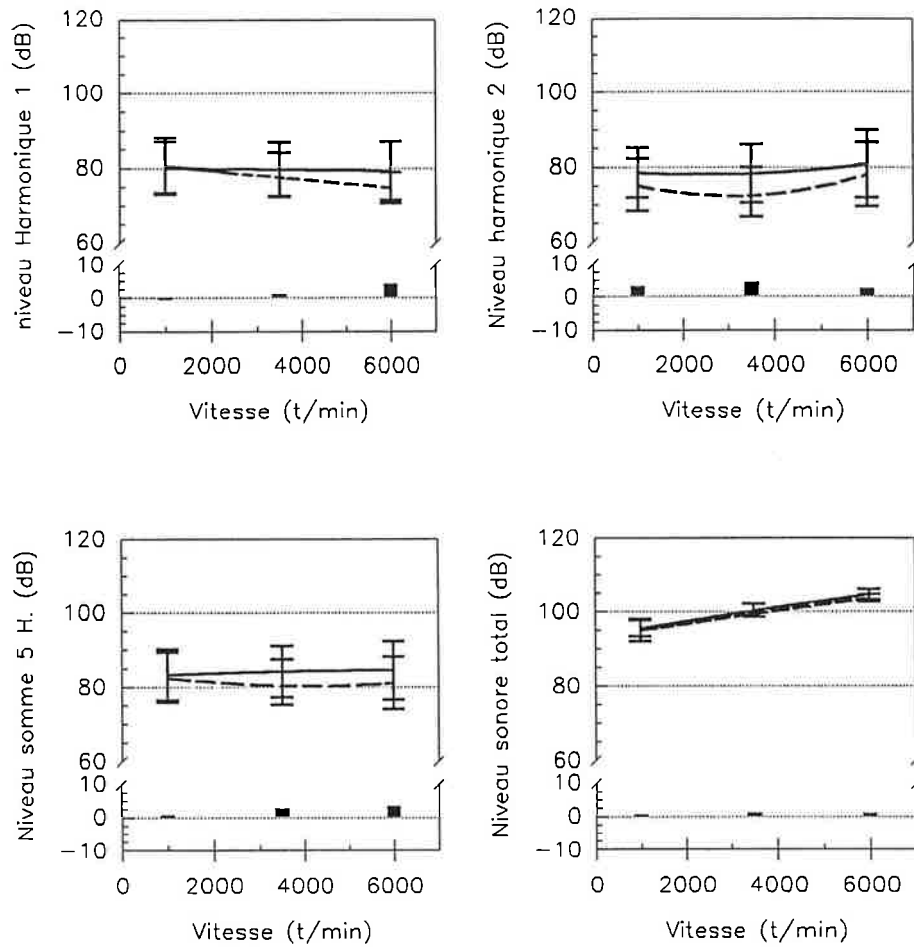 niveau Harmonique 1 (dB)
120
100
80
60
10
0
−10
0 2000 4000 6000
Vitesse (t/min)
Niveau harmonique 2 (dB)
120
100
80
60
10
0
−10
0 2000 4000 6000
Vitesse (t/min)
Niveau somme 5 H. (dB)
120
100
80
60
10
0
−10
0 2000 4000 6000
Vitesse (t/min)
Niveau sonore total (dB)
120
100
80
60
10
0
−10
0 2000 4000 6000
Vitesse (t/min)